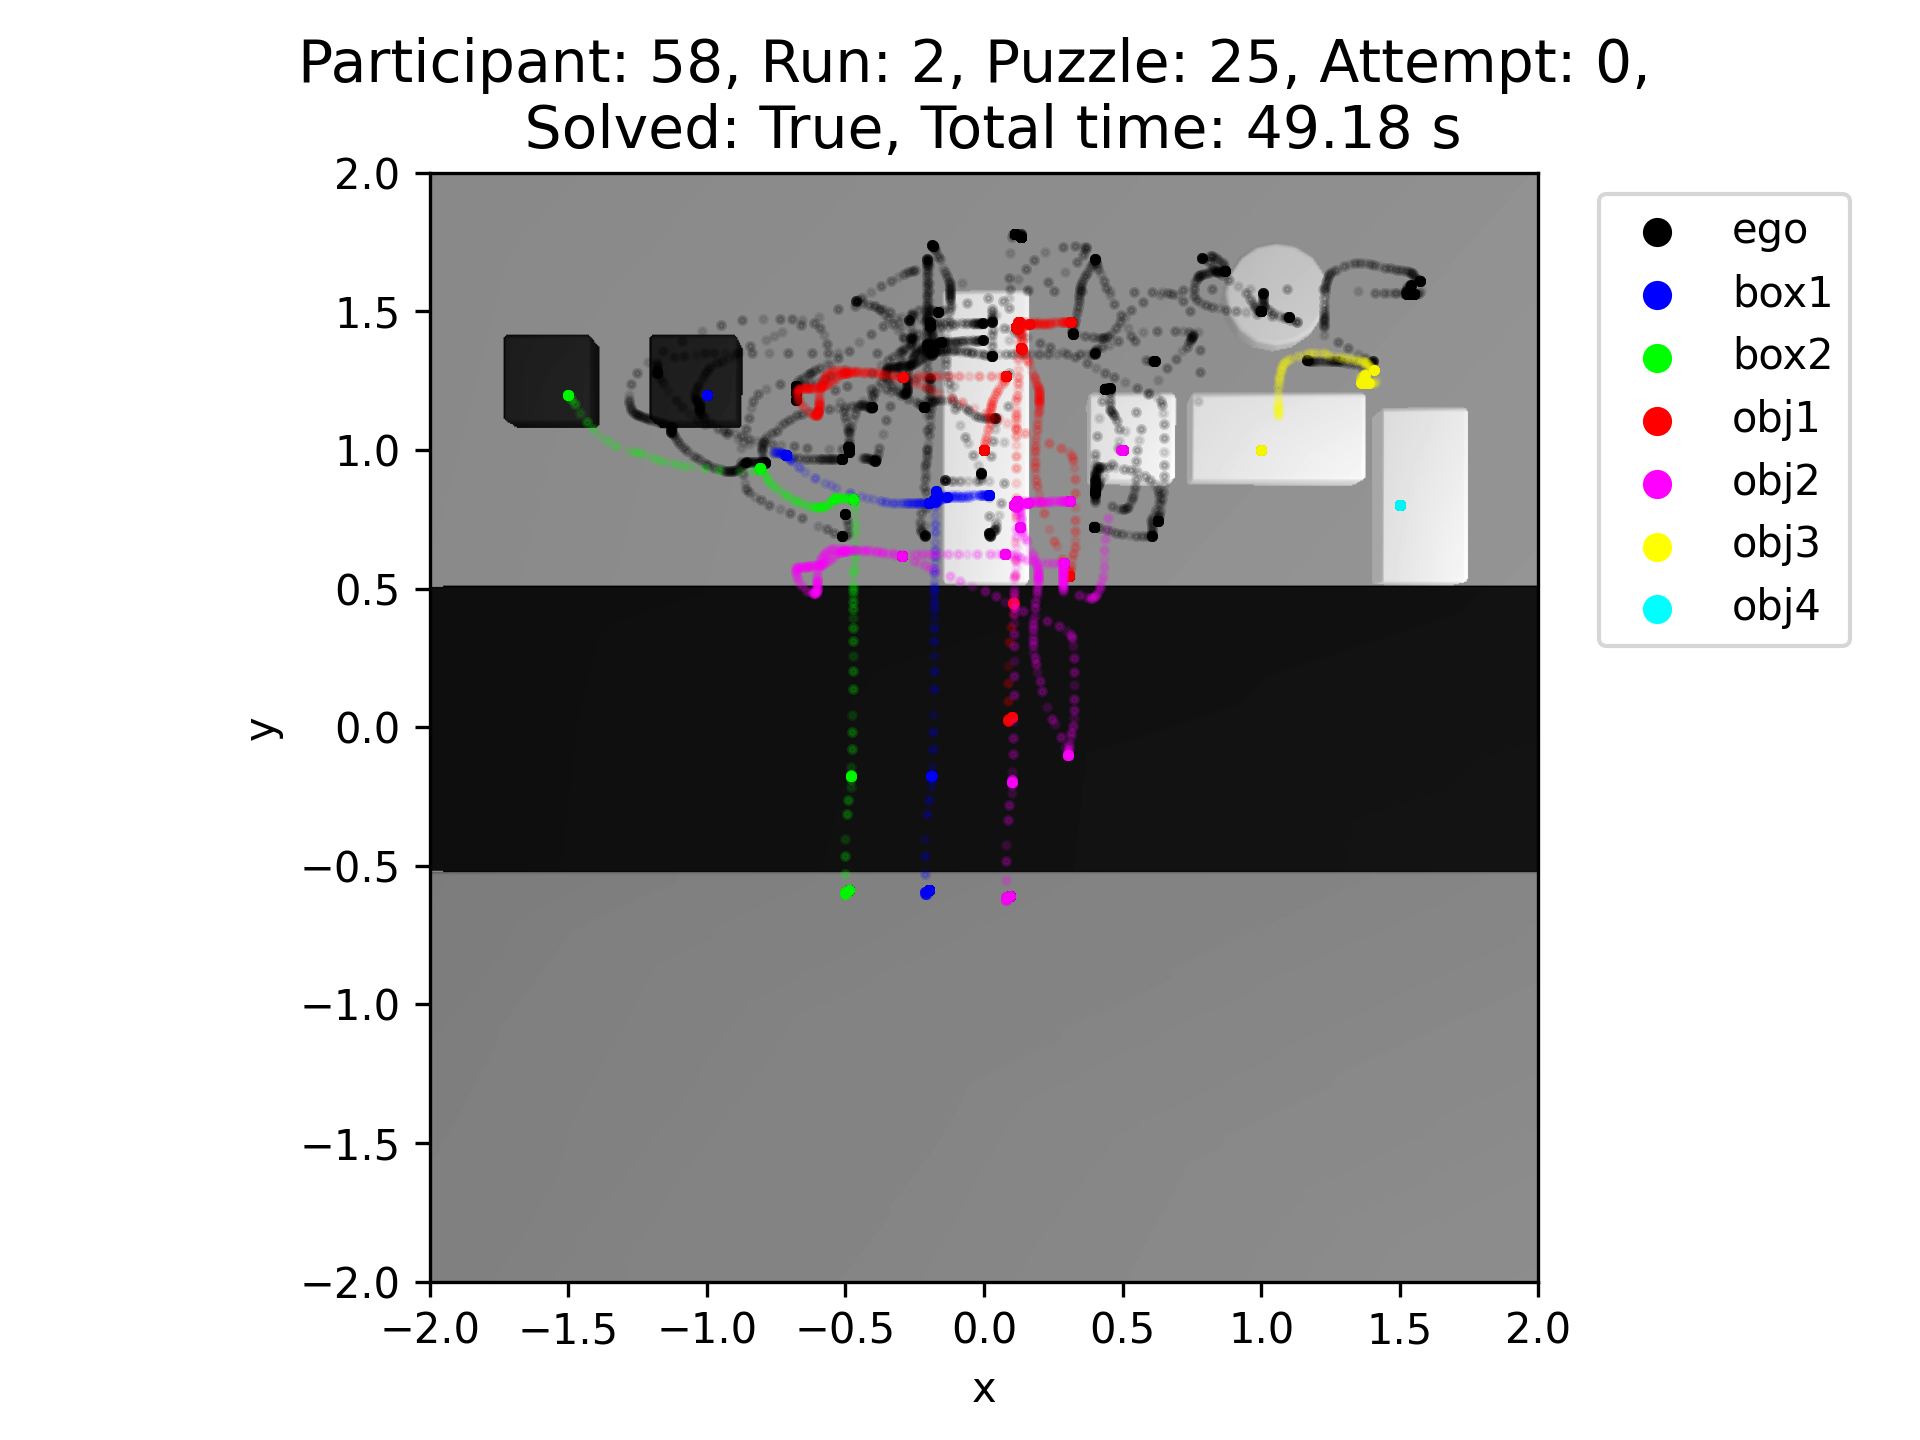 Participant: 58, Run: 2, Puzzle: 25, Attempt: 0,
Solved: True, Total time: 49.18 s
2.0
1.5
1.0
0.5
0.0
−0.5
−1.0
−1.5
−2.0
y
−2.0 −1.5 −1.0 −0.5 0.0 0.5 1.0 1.5 2.0
x
ego
box1
box2
obj1
obj2
obj3
obj4